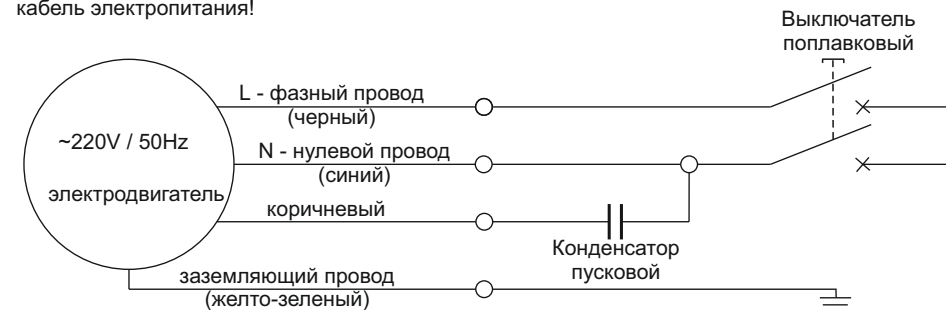 кабель электропитания!
Выключатель
поплавковый
L - фазный провод
(черный)
~220V / 50Hz
N - нулевой провод
(синий)
электродвигатель
коричневый
Конденсатор
пусковой
заземляющий провод
(желто-зеленый)